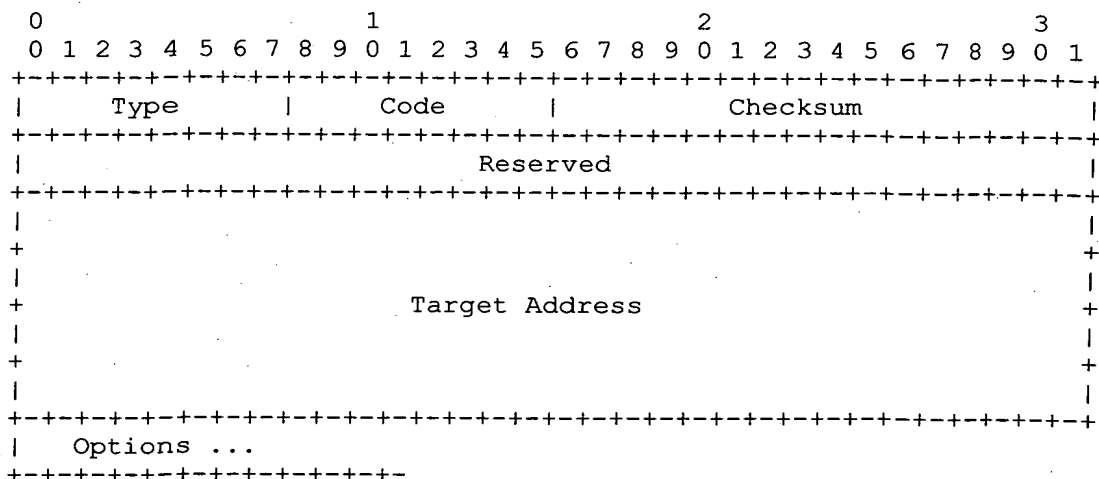 0                   1                   2                   3
 0 1 2 3 4 5 6 7 8 9 0 1 2 3 4 5 6 7 8 9 0 1 2 3 4 5 6 7 8 9 0 1
+-+-+-+-+-+-+-+-+-+-+-+-+-+-+-+-+-+-+-+-+-+-+-+-+-+-+-+-+-+-+-+-+
|     Type      |     Code      |          Checksum             |
+-+-+-+-+-+-+-+-+-+-+-+-+-+-+-+-+-+-+-+-+-+-+-+-+-+-+-+-+-+-+-+-+
|                           Reserved                            |
+-+-+-+-+-+-+-+-+-+-+-+-+-+-+-+-+-+-+-+-+-+-+-+-+-+-+-+-+-+-+-+-+
|                                                               |
+                                                               +
|                                                               |
+                       Target Address                          +
|                                                               |
+                                                               +
|                                                               |
+-+-+-+-+-+-+-+-+-+-+-+-+-+-+-+-+-+-+-+-+-+-+-+-+-+-+-+-+-+-+-+-+
|   Options ...
+-+-+-+-+-+-+-+-+-+-+-+-